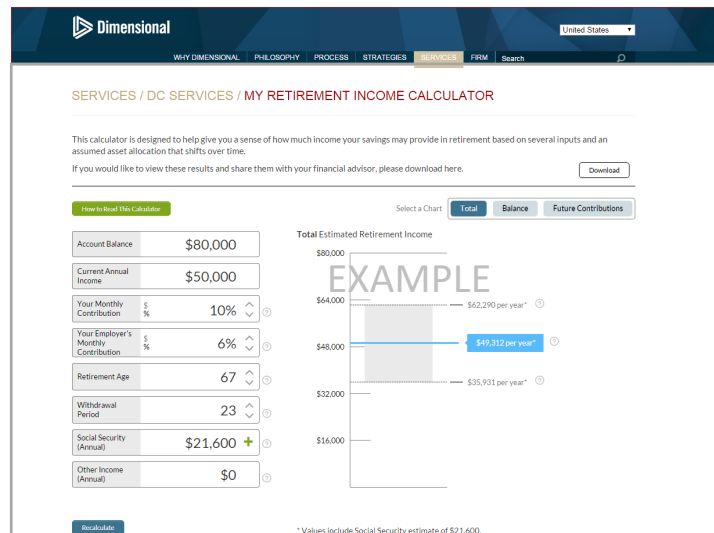 Dimensional
United States
WHY DIMENSIONAL PHILOSOPHY PROCESS STRATEGIES SERVICES FIRM Search
SERVICES / DC SERVICES / MY RETIREMENT INCOME CALCULATOR
This calculator is designed to help give you a sense of how much income your savings may provide in retirement based on several inputs and an
assumed asset allocation that shifts over time.
If you would like to view these results and share them with your financial advisor, please download here.
Download
How to Read This Calculator
Select a Chart Total Balance Future Contributions
Account Balance $80,000
Current Annual
Income
$50,000
Your Monthly
Contribution
$
%
10%
?
Your Employer's
Monthly
Contribution
$
%
6%
?
Retirement Age 67 ?
Withdrawal
Period
23 ?
Social Security
(Annual)
$21,600 + ?
Other Income
(Annual)
$0 ?
Recalculate
Total Estimated Retirement Income
$80,000
EXAMPLE
$64,000
$62,290 per year* ?
$48,000
$49,312 per year* ?
$35,931 per year* ?
$32,000
$16,000
* Values include Social Security estimate of $21,600.